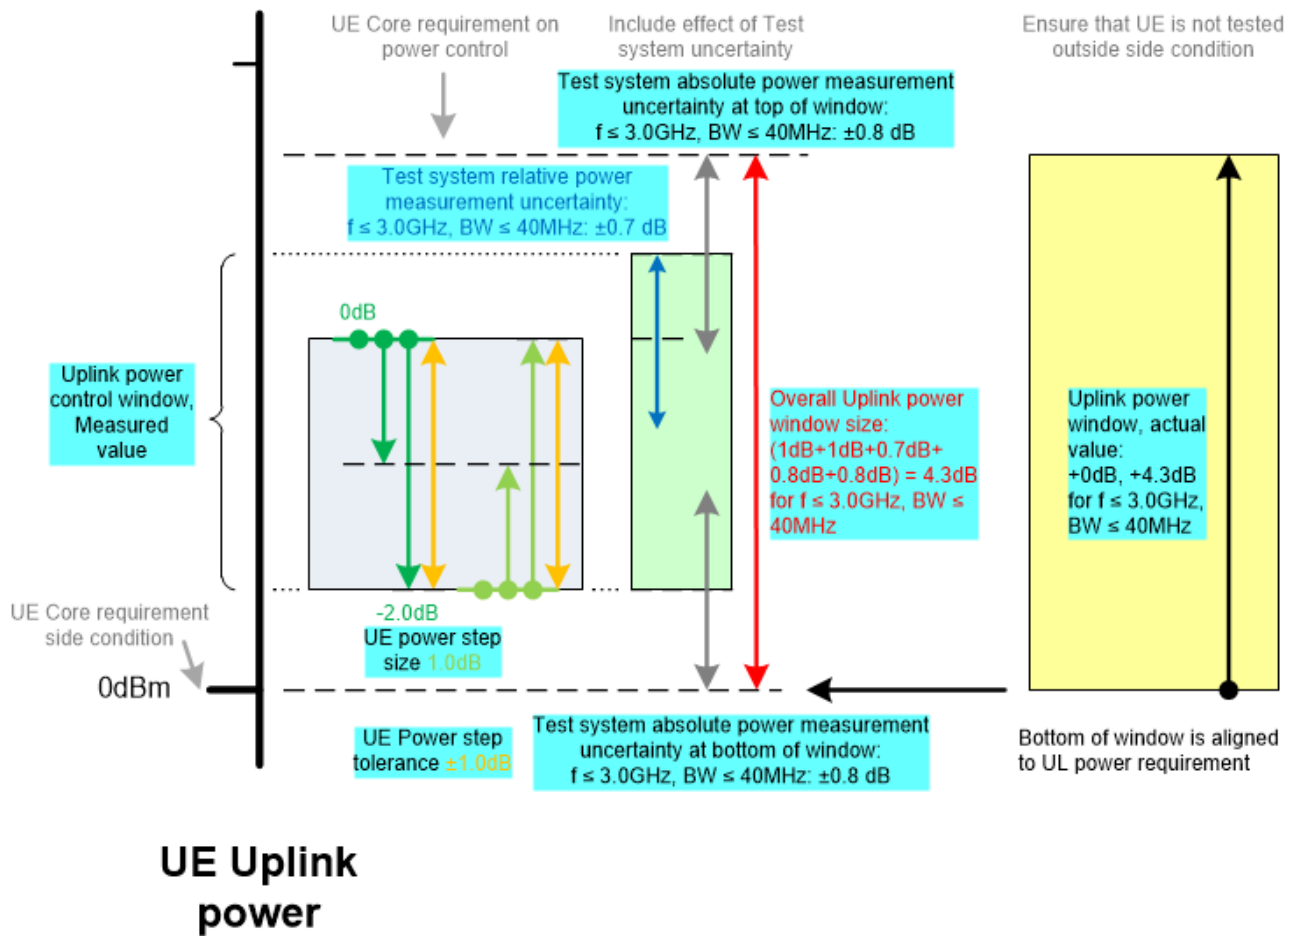 UE Core requirement on
power control
Include effect of Test
system uncertainty
Ensure that UE is not tested
outside side condition
Test system absolute power measurement
uncertainty at top of window:
f ≤ 3.0GHz, BW ≤ 40MHz: ±0.8 dB
Test system relative power
measurement uncertainty:
f ≤ 3.0GHz, BW ≤ 40MHz: ±0.7 dB
0dB
Uplink power
control window,
Measured
value
Overall Uplink power
window size:
(1dB+1dB+0.7dB+
0.8dB+0.8dB) = 4.3dB
for f ≤ 3.0GHz, BW ≤
40MHz
Uplink power
window, actual
value:
+0dB, +4.3dB
for f ≤ 3.0GHz,
BW ≤ 40MHz
-2.0dB
UE power step
size 1.0dB
UE Core requirement
side condition
0dBm
UE Power step
tolerance ±1.0dB
Test system absolute power measurement
uncertainty at bottom of window:
f ≤ 3.0GHz, BW ≤ 40MHz: ±0.8 dB
Bottom of window is aligned
to UL power requirement
UE Uplink
power